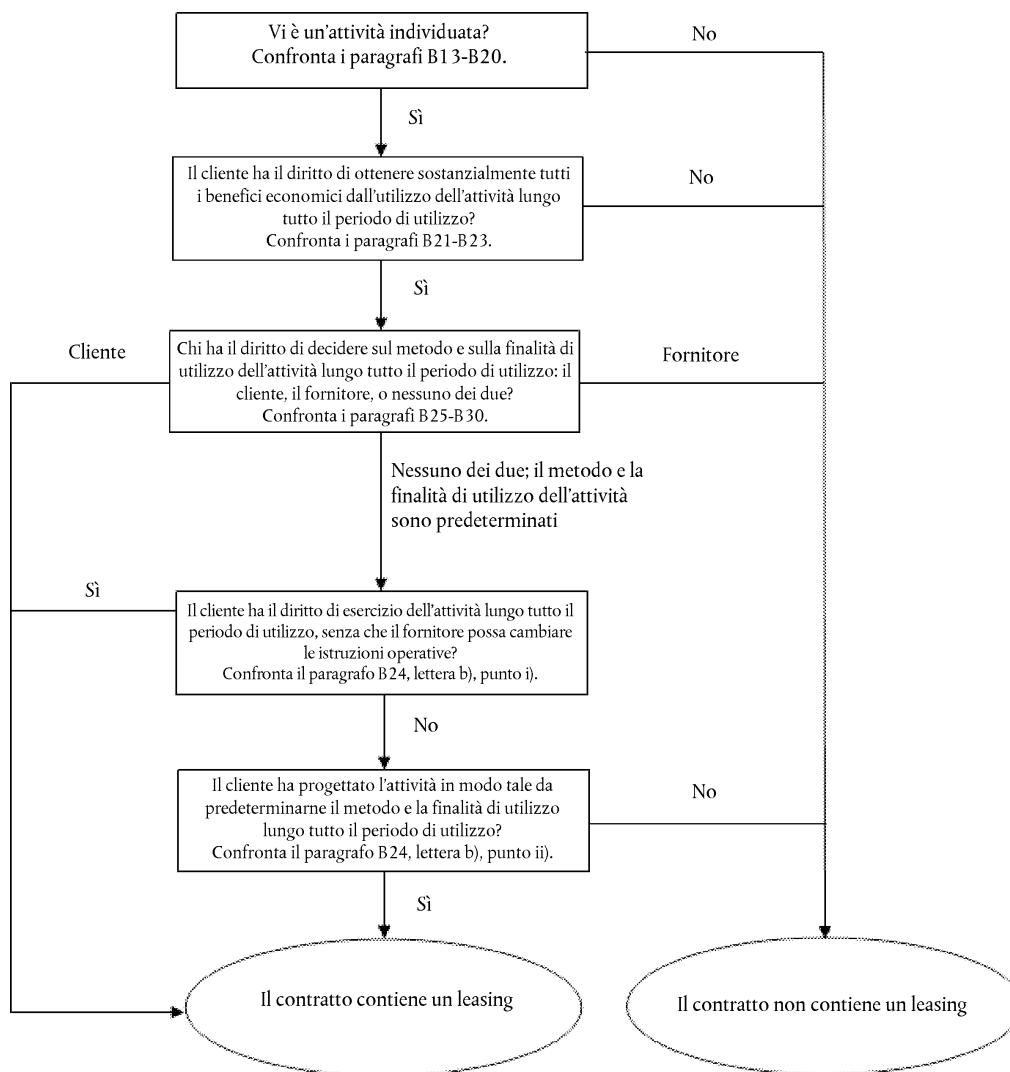 Vi è un'attività individuata?
Confronta i paragrafi B13-B20.
No
Sì
Il cliente ha il diritto di ottenere sostanzialmente tutti
i benefici economici dall'utilizzo dell'attività lungo
tutto il periodo di utilizzo?
Confronta i paragrafi B21-B23.
No
Sì
Cliente
Chi ha il diritto di decidere sul metodo e sulla finalità di
utilizzo dell'attività lungo tutto il periodo di utilizzo: il
cliente, il fornitore, o nessuno dei due?
Confronta i paragrafi B25-B30.
Fornitore
Nessuno dei due; il metodo e la
finalità di utilizzo dell'attività
sono predeterminati
Sì
Il cliente ha il diritto di esercizio dell'attività lungo tutto il
periodo di utilizzo, senza che il fornitore possa cambiare
le istruzioni operative?
Confronta il paragrafo B24, lettera b), punto i).
No
Il cliente ha progettato l'attività in modo tale da
predeterminarne il metodo e la finalità di utilizzo
lungo tutto il periodo di utilizzo?
Confronta il paragrafo B24, lettera b), punto ii).
No
Sì
Il contratto contiene un leasing
Il contratto non contiene un leasing